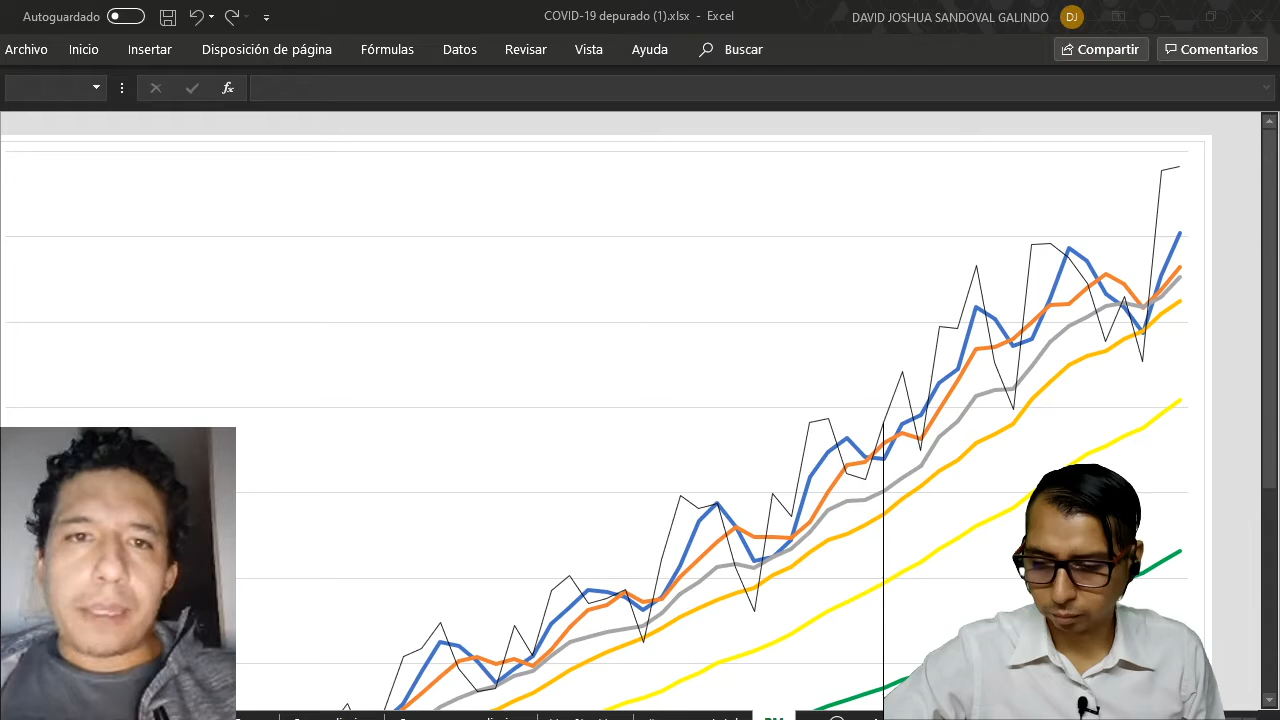 Autoguardado
COVID-19 depurado (1).xlsx - Excel
DAVID JOSHUA SANDOVAL GALINDO DJ
Archivo Inicio Insertar Disposición de página Fórmulas Datos Revisar Vista Ayuda Buscar Compartir Comentarios
fx